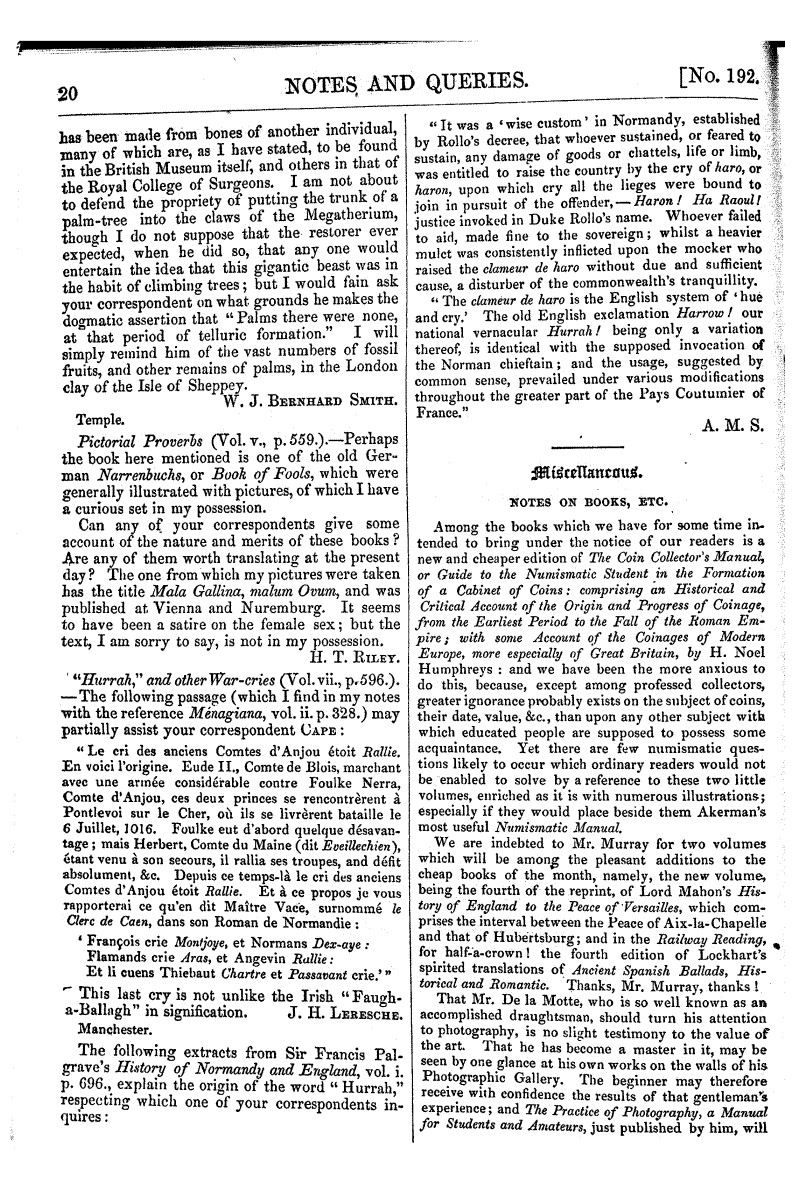 20
NOTES AND QUERIES.
[No. 192.
has been made from bones of another individual,
many of which are, as I have stated, to be found
in the British Museum itself, and others in that of
the Royal College of Surgeons. I am not about
to defend the propriety of putting the trunk of a
palm-tree into the claws of the Megatherium,
though I do not suppose that the restorer ever
expected, when he did so, that any one would
entertain the idea that this gigantic beast was in
the habit of climbing trees; but I would fain ask
your correspondent on what grounds he makes the
dogmatic assertion that "Palms there were none,
at that period of telluric formation." I will
simply remind him of the vast numbers of fossil
fruits, and other remains of palms, in the London
clay of the Isle of Sheppey.
W. J. BERNHARD SMITH.
Temple.
Pictorial Proverbs (Vol. v., p. 559.).—Perhaps
the book here mentioned is one of the old Ger-
man Narrenbuchs, or Book of Fools, which were
generally illustrated with pictures, of which I have
a curious set in my possession.
Can any of your correspondents give some
account of the nature and merits of these books?
Are any of them worth translating at the present
day? The one from which my pictures were taken
has the title Mala Gallina, malum Ovum, and was
published at Vienna and Nuremburg. It seems
to have been a satire on the female sex; but the
text, I am sorry to say, is not in my possession.
H. T. RILEY.
"Hurrah," and other War-cries (Vol. vii., p. 596.).
—The following passage (which I find in my notes
with the reference Ménagiana, vol. ii. p. 328.) may
partially assist your correspondent CAPE:
"Le cri des anciens Comtes d'Anjou étoit Rallie.
En voici l'origine. Eude II., Comte de Blois, marchant
avec une armée considérable contre Foulke Nerra,
Comte d'Anjou, ces deux princes se rencontrèrent à
Pontlevoi sur le Cher, où ils se livrèrent bataille le
6 Juillet, 1016. Foulke eut d'abord quelque désavan-
tage; mais Herbert, Comte du Maine (dit Eveillechien),
étant venu à son secours, il rallia ses troupes, and défit
absolument, &c. Depuis ce temps-là le cri des anciens
Comtes d'Anjou étoit Rallie. Et à ce propos je vous
rapporterai ce qu'en dit Maître Vace, surnommé le
Clerc de Caen, dans son Roman de Normandie:
'François crie Montjoye, et Normans Dex-aye:
Flamands crie Aras, et Angevin Rallie:
Et li cuens Thiebaut Chartre et Passavant crie.'"
This last cry is not unlike the Irish "Faugh-
a-Ballagh" in signification. J. H. LERESCHE.
Manchester.
The following extracts from Sir Francis Pal-
grave's History of Normandy and England, vol. i.
p. 696., explain the origin of the word "Hurrah,"
respecting which one of your correspondents in-
quires:
"It was a 'wise custom' in Normandy, established
by Rollo's decree, that whoever sustained, or feared to
sustain, any damage of goods or chattels, life or limb,
was entitled to raise the country by the cry of haro, or
haron, upon which cry all the lieges were bound to
join in pursuit of the offender,—Haron! Ha Raoul!
justice invoked in Duke Rollo's name. Whoever failed
to aid, made fine to the sovereign; whilst a heavier
mulct was consistently inflicted upon the mocker who
raised the clameur de haro without due and sufficient
cause, a disturber of the commonwealth's tranquillity.
"The clameur de haro is the English system of 'hue
and cry.' The old English exclamation Harrow! our
national vernacular Hurrah! being only a variation
thereof, is identical with the supposed invocation of
the Norman chieftain; and the usage, suggested by
common sense, prevailed under various modifications
throughout the greater part of the Pays Coutumier of
France."
A. M. S.
Miscellaneous.
NOTES ON BOOKS, ETC.
Among the books which we have for some time in-
tended to bring under the notice of our readers is a
new and cheaper edition of The Coin Collector's Manual,
or Guide to the Numismatic Student in the Formation
of a Cabinet of Coins: comprising an Historical and
Critical Account of the Origin and Progress of Coinage,
from the Earliest Period to the Fall of the Roman Em-
pire; with some Account of the Coinages of Modern
Europe, more especially of Great Britain, by H. Noel
Humphreys: and we have been the more anxious to
do this, because, except among professed collectors,
greater ignorance probably exists on the subject of coins,
their date, value, &c., than upon any other subject with
which educated people are supposed to possess some
acquaintance. Yet there are few numismatic ques-
tions likely to occur which ordinary readers would not
be enabled to solve by a reference to these two little
volumes, enriched as it is with numerous illustrations;
especially if they would place beside them Akerman's
most useful Numismatic Manual.
We are indebted to Mr. Murray for two volumes
which will be among the pleasant additions to the
cheap books of the month, namely, the new volume,
being the fourth of the reprint, of Lord Mahon's His-
tory of England to the Peace of Versailles, which com-
prises the interval between the Peace of Aix-la-Chapelle
and that of Hubertsburg; and in the Railway Reading,
for half-a-crown! the fourth edition of Lockhart's
spirited translations of Ancient Spanish Ballads, His-
torical and Romantic. Thanks, Mr. Murray, thanks!
That Mr. De la Motte, who is so well known as an
accomplished draughtsman, should turn his attention
to photography, is no slight testimony to the value of
the art. That he has become a master in it, may be
seen by one glance at his own works on the walls of his
Photographic Gallery. The beginner may therefore
receive with confidence the results of that gentleman's
experience; and The Practice of Photography, a Manual
for Students and Amateurs, just published by him, will